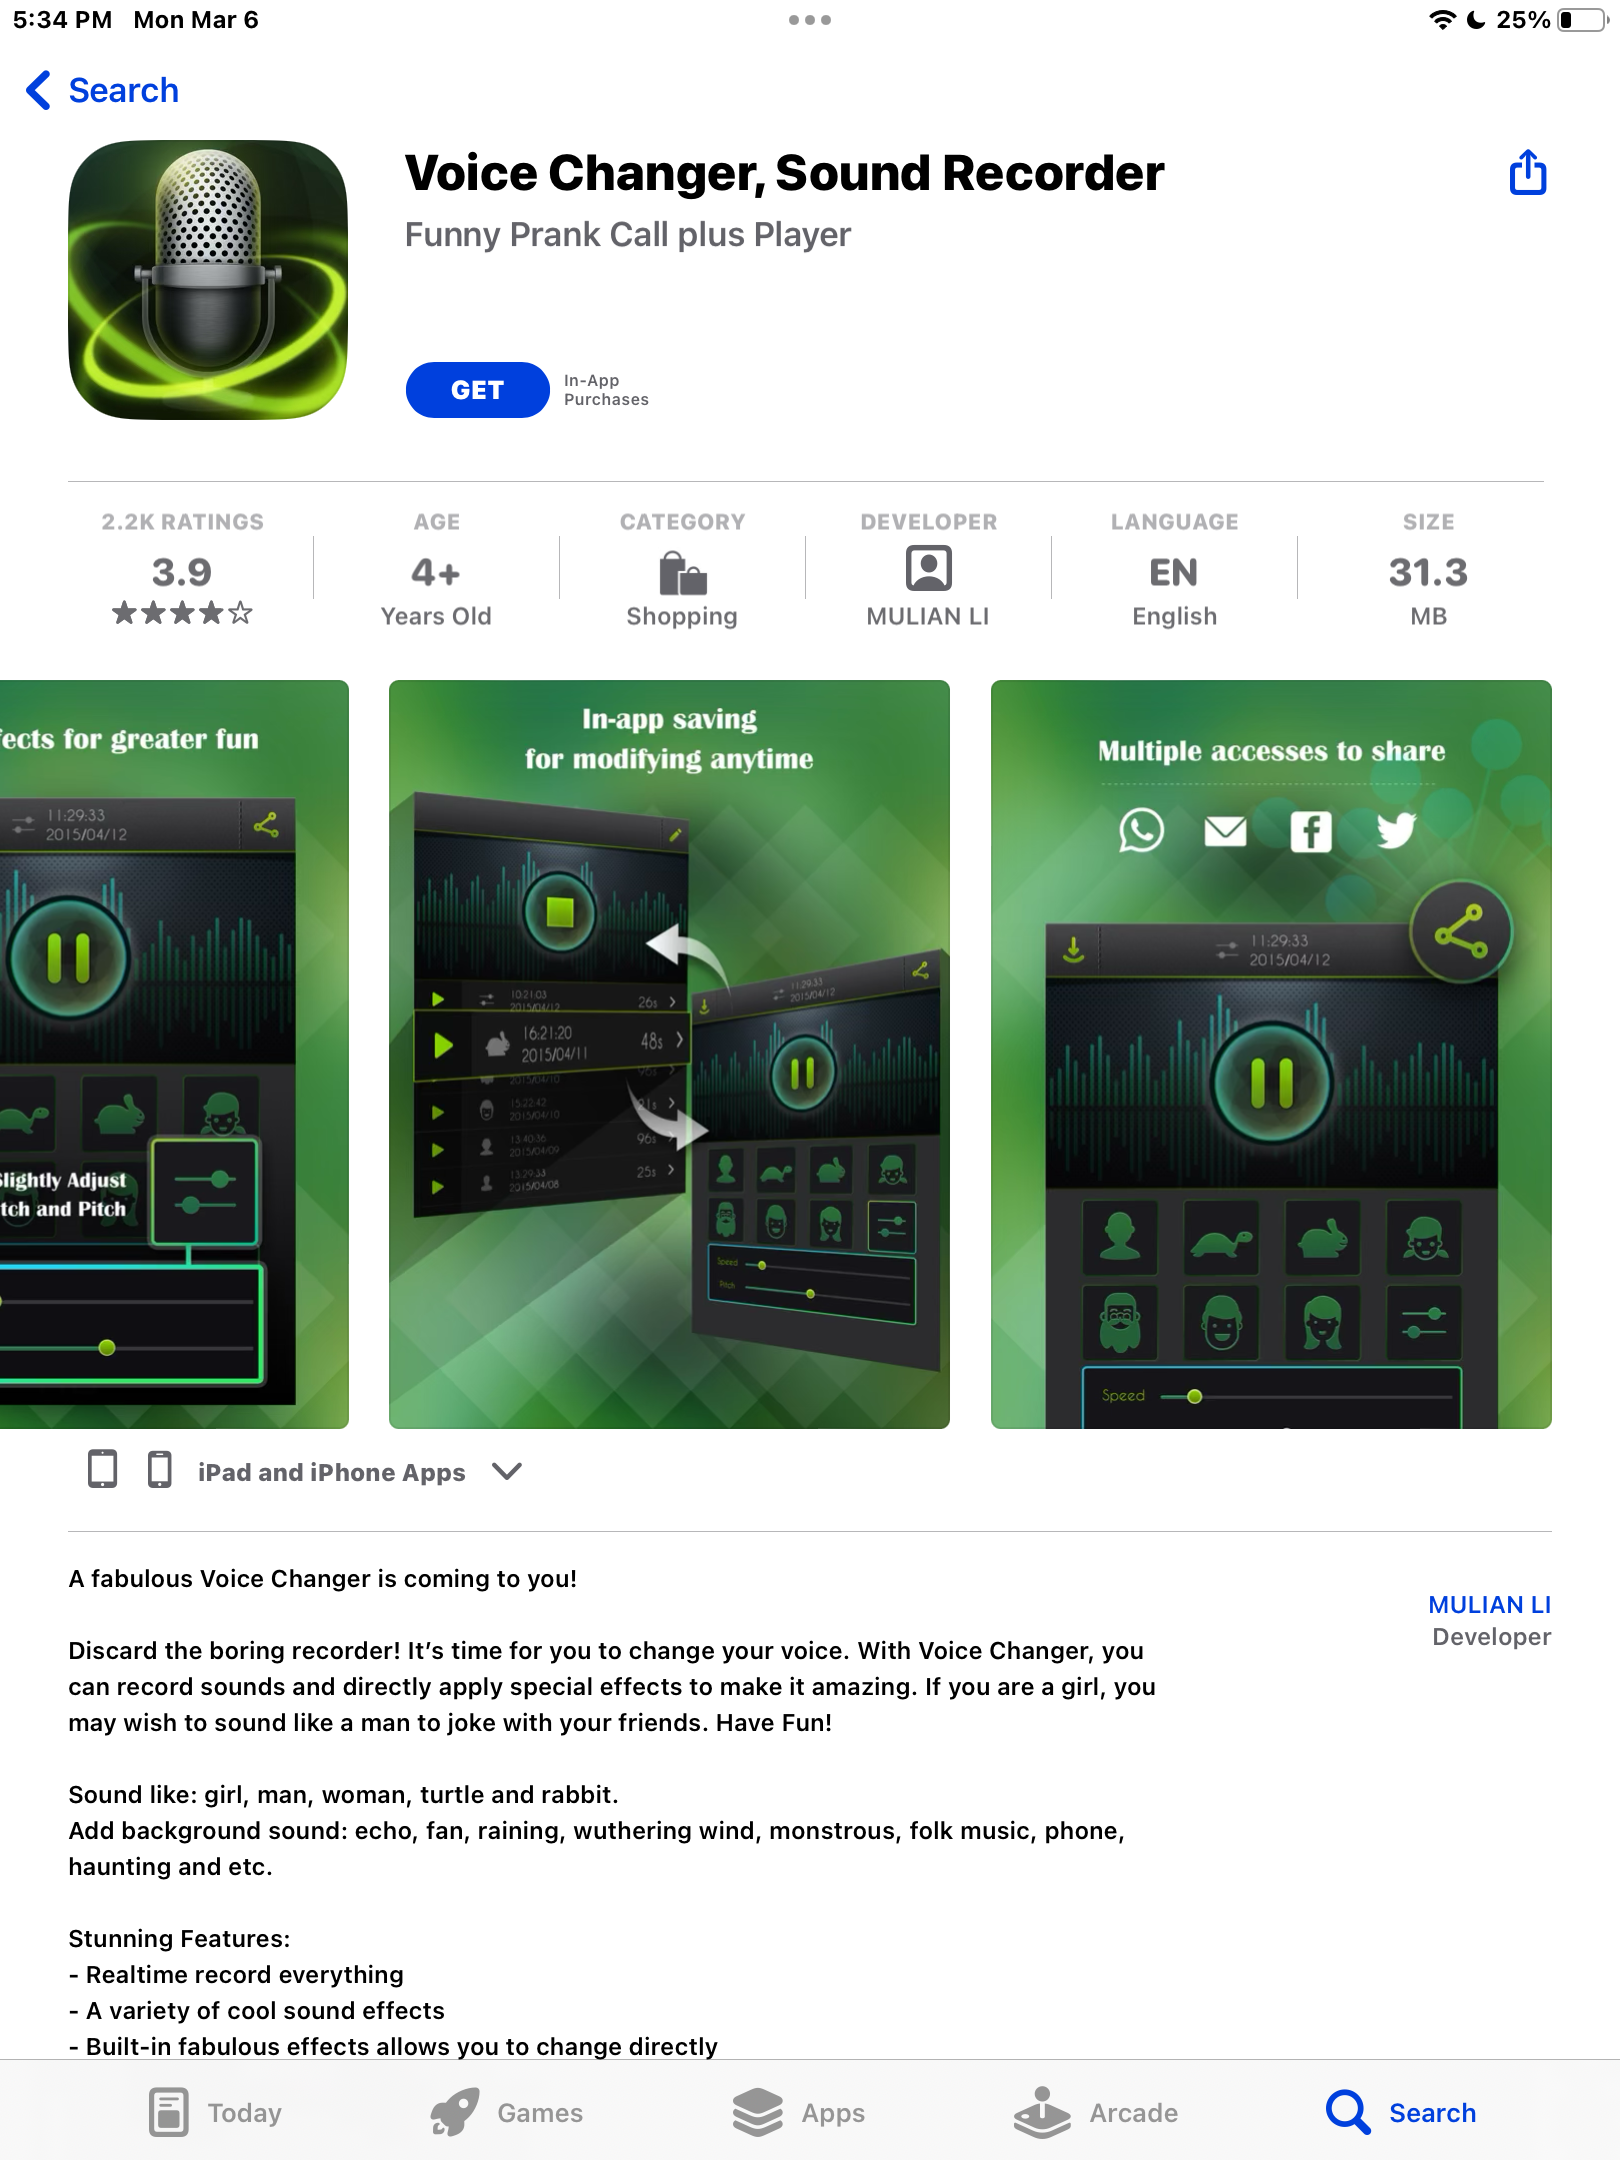 5:34 PM Mon Mar 6
25%
Search
Voice Changer, Sound Recorder
Funny Prank Call plus Player
GET
In-App
Purchases
2.2K RATINGS
3.9
AGE
4+
Years Old
CATEGORY
Shopping
DEVELOPER
MULIAN LI
LANGUAGE
EN
English
SIZE
31.3
MB
fects for greater fun
11:29:33
2015/04/12
Slightly Adjust
tch and Pitch
In-app saving
for modifying anytime
10:21:03
2015/04/12
26s
16:21:20
2015/04/11
48s
2015/04/10
96s
15:22:42
2015/04/10
21s
13:40:36
2015/04/09
96s
13:29:33
2015/04/08
25s
11:29:33
2015/04/12
Speed
Pitch
Multiple accesses to share
11:29:33
2015/04/12
Speed
iPad and iPhone Apps
A fabulous Voice Changer is coming to you!
MULIAN LI
Developer
Discard the boring recorder! It’s time for you to change your voice. With Voice Changer, you
can record sounds and directly apply special effects to make it amazing. If you are a girl, you
may wish to sound like a man to joke with your friends. Have Fun!
Sound like: girl, man, woman, turtle and rabbit.
Add background sound: echo, fan, raining, wuthering wind, monstrous, folk music, phone,
haunting and etc.
Stunning Features:
- Realtime record everything
- A variety of cool sound effects
- Built-in fabulous effects allows you to change directly
Today
Games
Apps
Arcade
Search